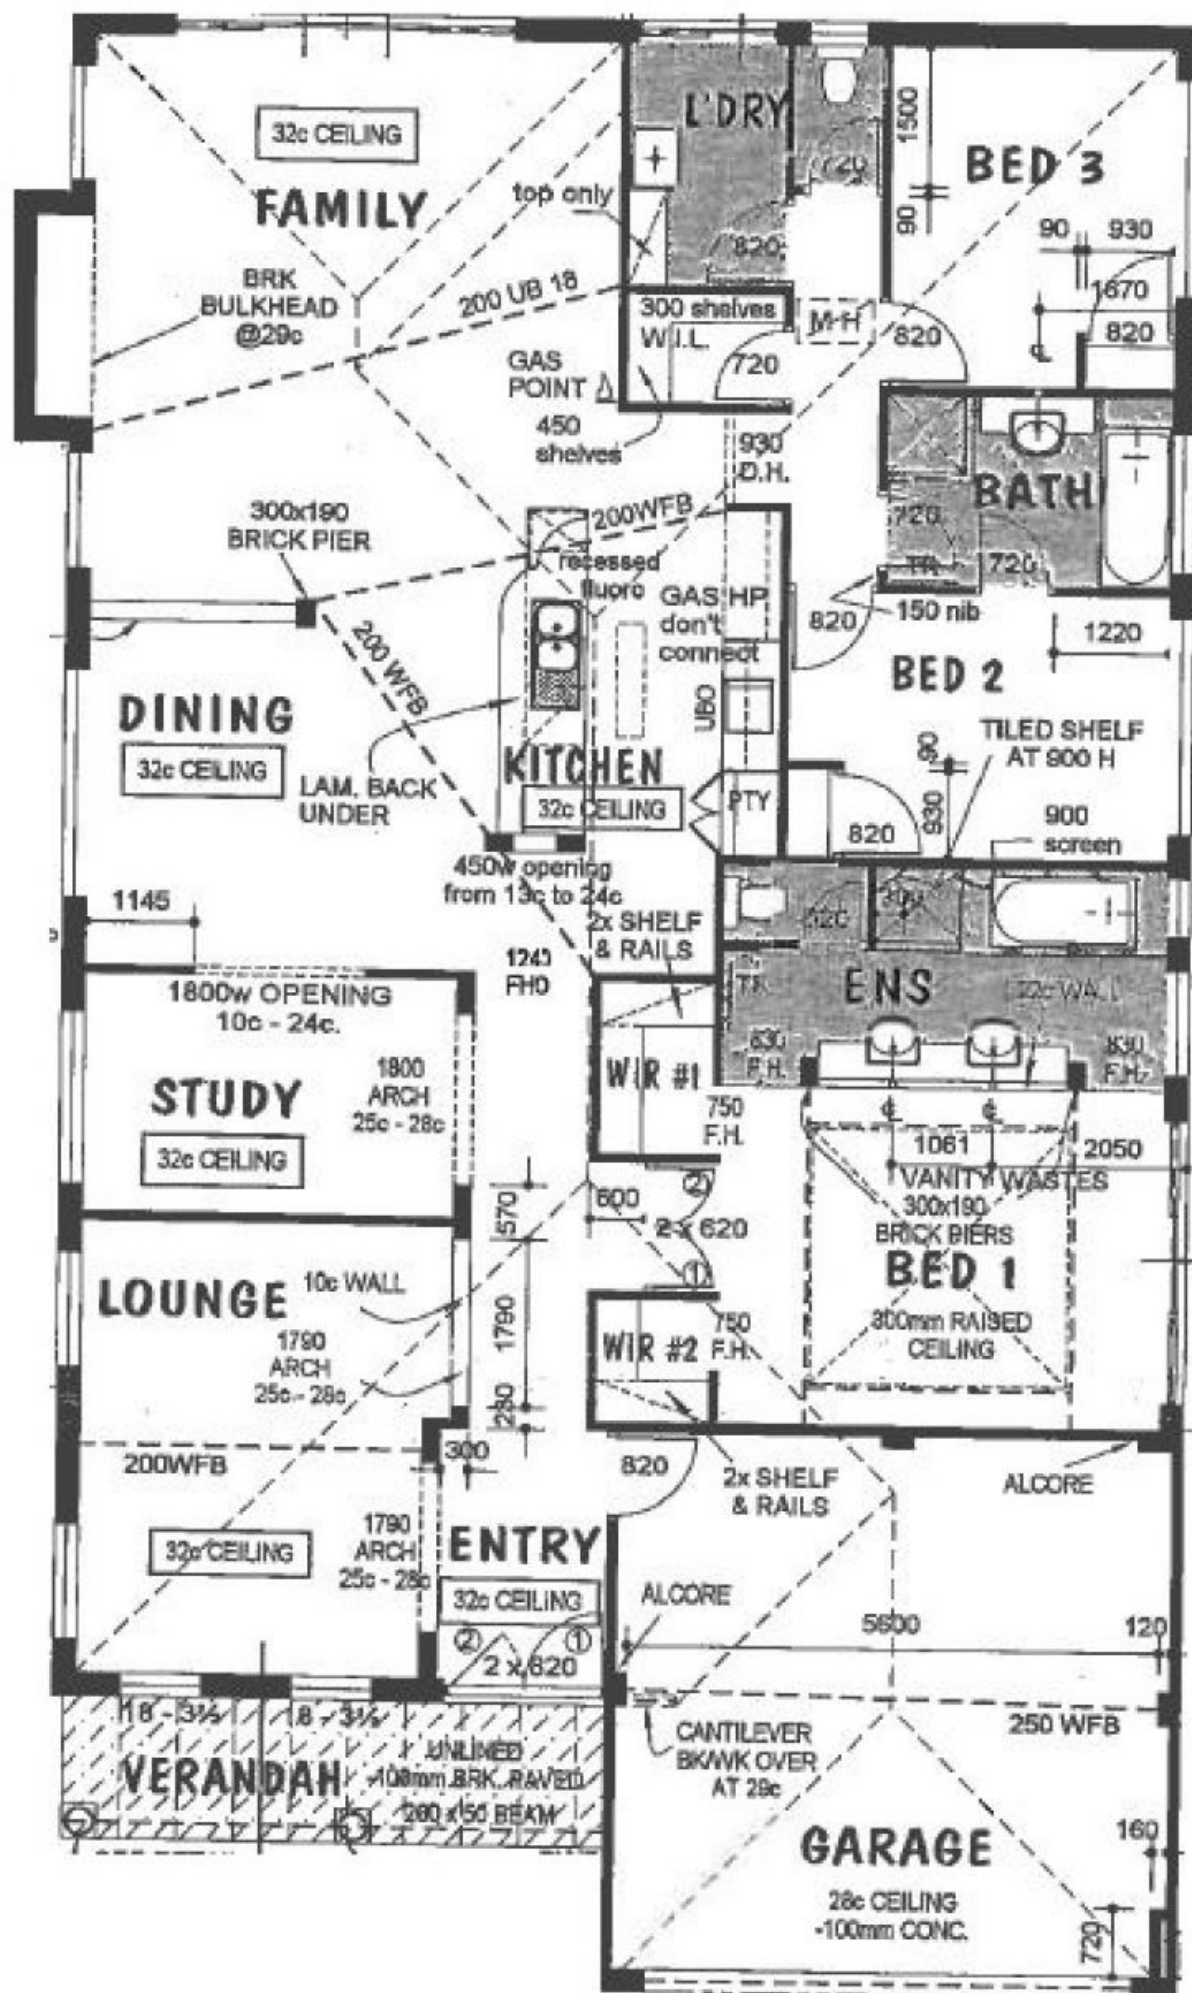 32c CEILING
FAMILY
BRK
BULKHEAD
@29c
200 UB 18
top only
L'DRY
820
720
1500
90
BED 3
90
930
1670
820
820
M-H
300 shelves
W.I.L.
720
GAS
POINT
450
shelves
930
D.H.
BATH
720
TR
720
300x190
BRICK PIER
200WFB
recessed
fluoro
GAS HP
don't
connect
820
150 nib
1220
BED 2
200 WFB
DINING
32c CEILING
LAM. BACK
UNDER
KITCHEN
32c CEILING
UBO
PTY
TILED SHELF
AT 900 H
90
930
820
900
screen
450w opening
from 13c to 24c
1145
2x SHELF
& RAILS
1240
FHO
1800w OPENING
10c - 24c.
STUDY
32c CEILING
1800
ARCH
25c - 28c
ENS
830
F.H.
830
F.H.
WIR #1
750
F.H.
1061
2050
VANITY WASTES
300x190
BRICK PIERS
BED 1
300mm RAISED
CEILING
570
600
2
2 x 620
1
LOUNGE
10c WALL
1790
ARCH
25c - 28c
1790
280
WIR #2
750
F.H.
200WFB
300
820
2x SHELF
& RAILS
ALCORE
32c CEILING
1790
ARCH
25c - 28c
ENTRY
32c CEILING
2
1
2 x 820
ALCORE
5600
120
250 WFB
CANTILEVER
BK/WK OVER
AT 28c
VERANDAH
UNLINED
-100mm BRK. PAVED
200 x 50 BEAM
GARAGE
28c CEILING
-100mm CONC.
160
720